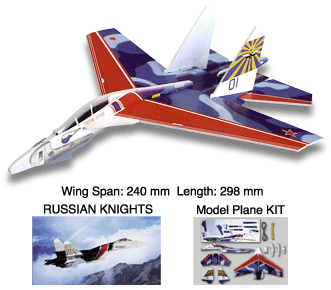 01
Wing Span: 240 mm Length: 298 mm
RUSSIAN KNIGHTS
Model Plane KIT